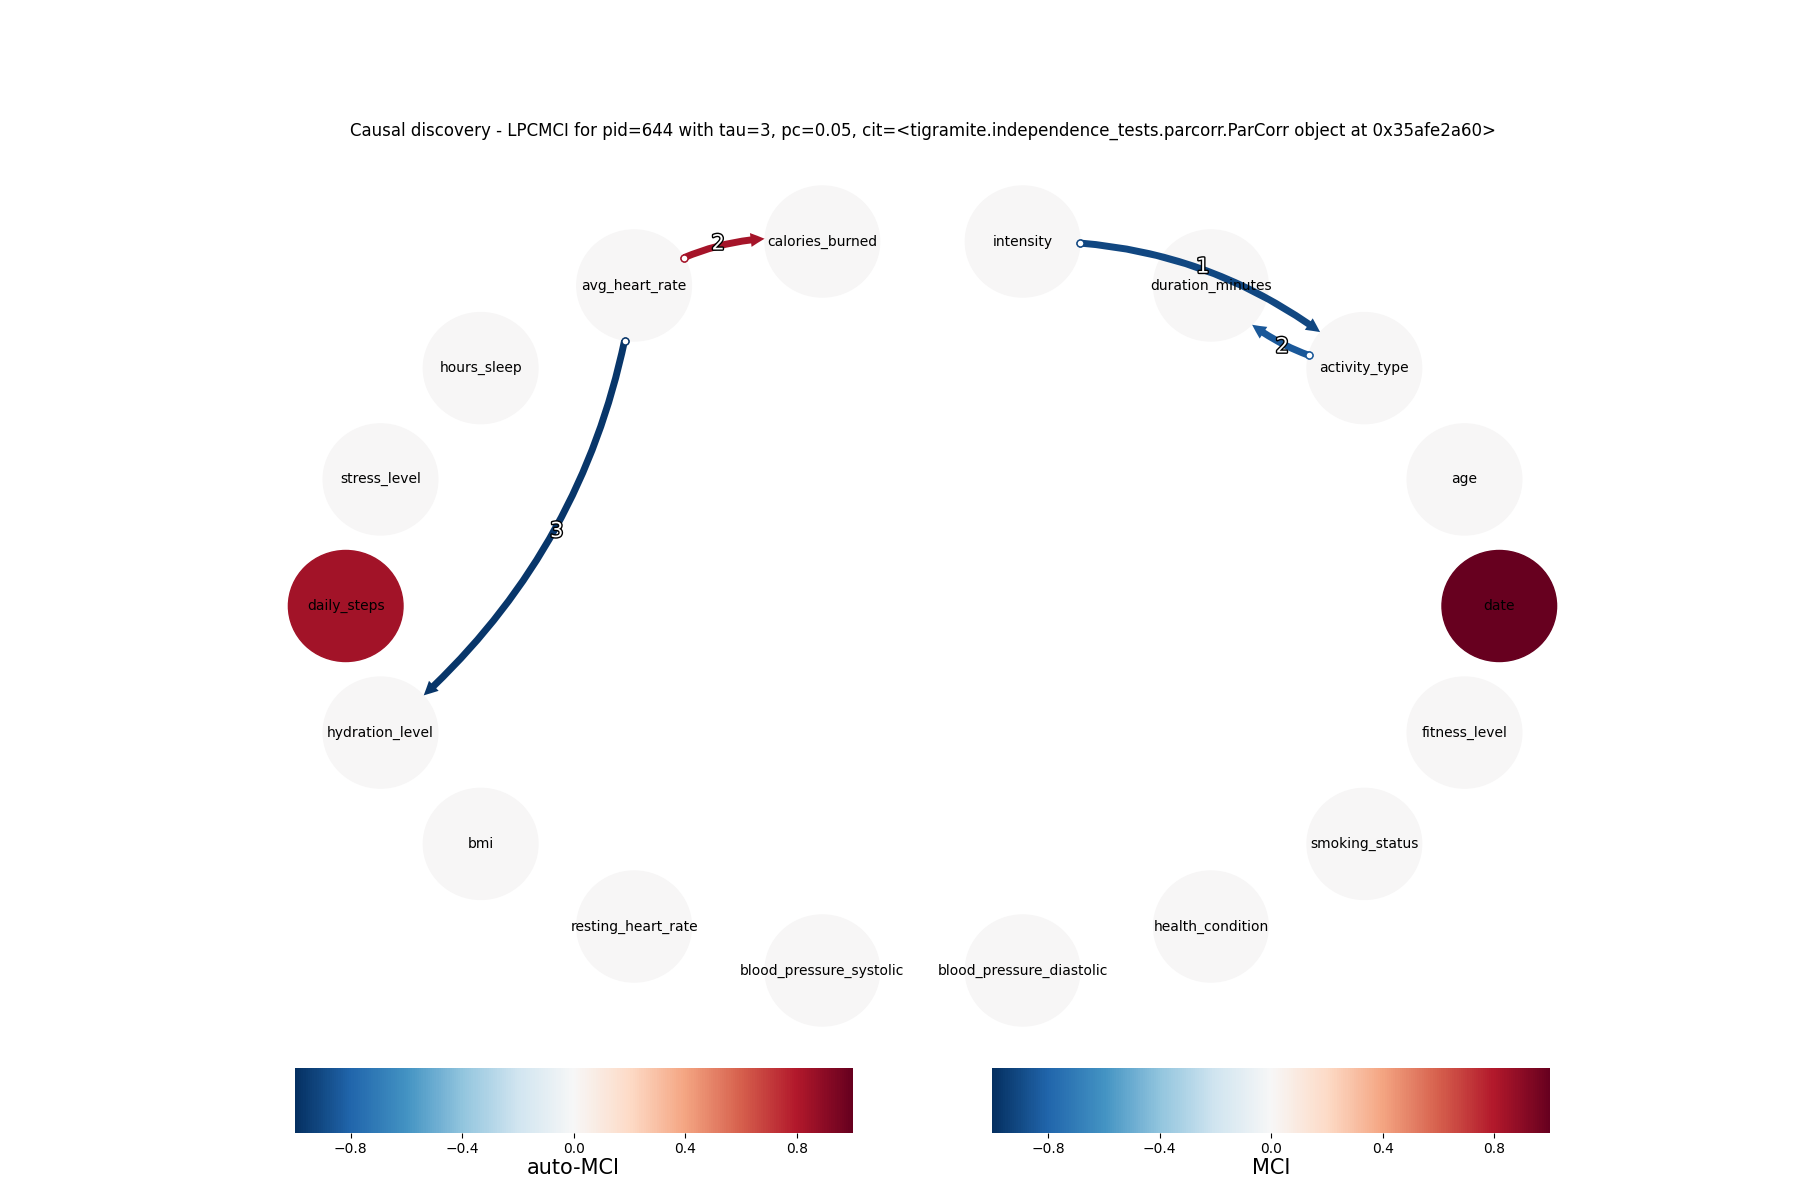 Causal discovery - LPCMCI for pid=644 with tau=3, pc=0.05, cit=<tigramite.independence_tests.parcorr.ParCorr object at 0x35afe2a60>
calories_burned
intensity
2
1
avg_heart_rate
duration_minutes
2
hours_sleep
activity_type
stress_level
age
3
daily_steps
date
hydration_level
fitness_level
bmi
smoking_status
resting_heart_rate
health_condition
blood_pressure_systolic
blood_pressure_diastolic
−0.8 −0.4 0.0 0.4 0.8
auto-MCI
−0.8 −0.4 0.0 0.4 0.8
MCI